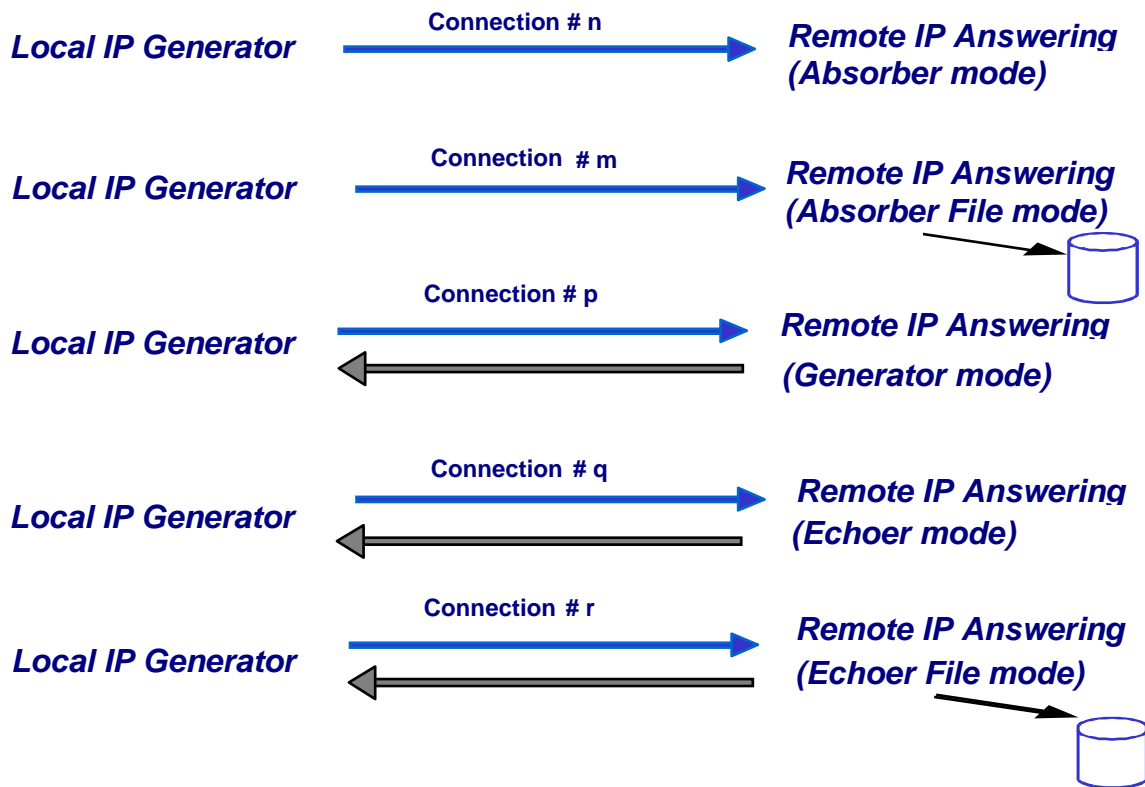 Connection # n
Local IP Generator
Remote IP Answering
(Absorber mode)
Connection # m
Local IP Generator
Remote IP Answering
(Absorber File mode)
Connection # p
Local IP Generator
Remote IP Answering
(Generator mode)
Connection # q
Local IP Generator
Remote IP Answering
(Echoer mode)
Connection # r
Local IP Generator
Remote IP Answering
(Echoer File mode)